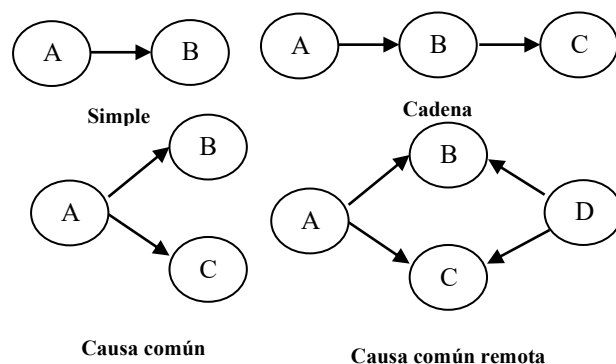 A B
Simple
A B C
Cadena
A
B
C
Causa común
A
B
C
D
Causa común remota